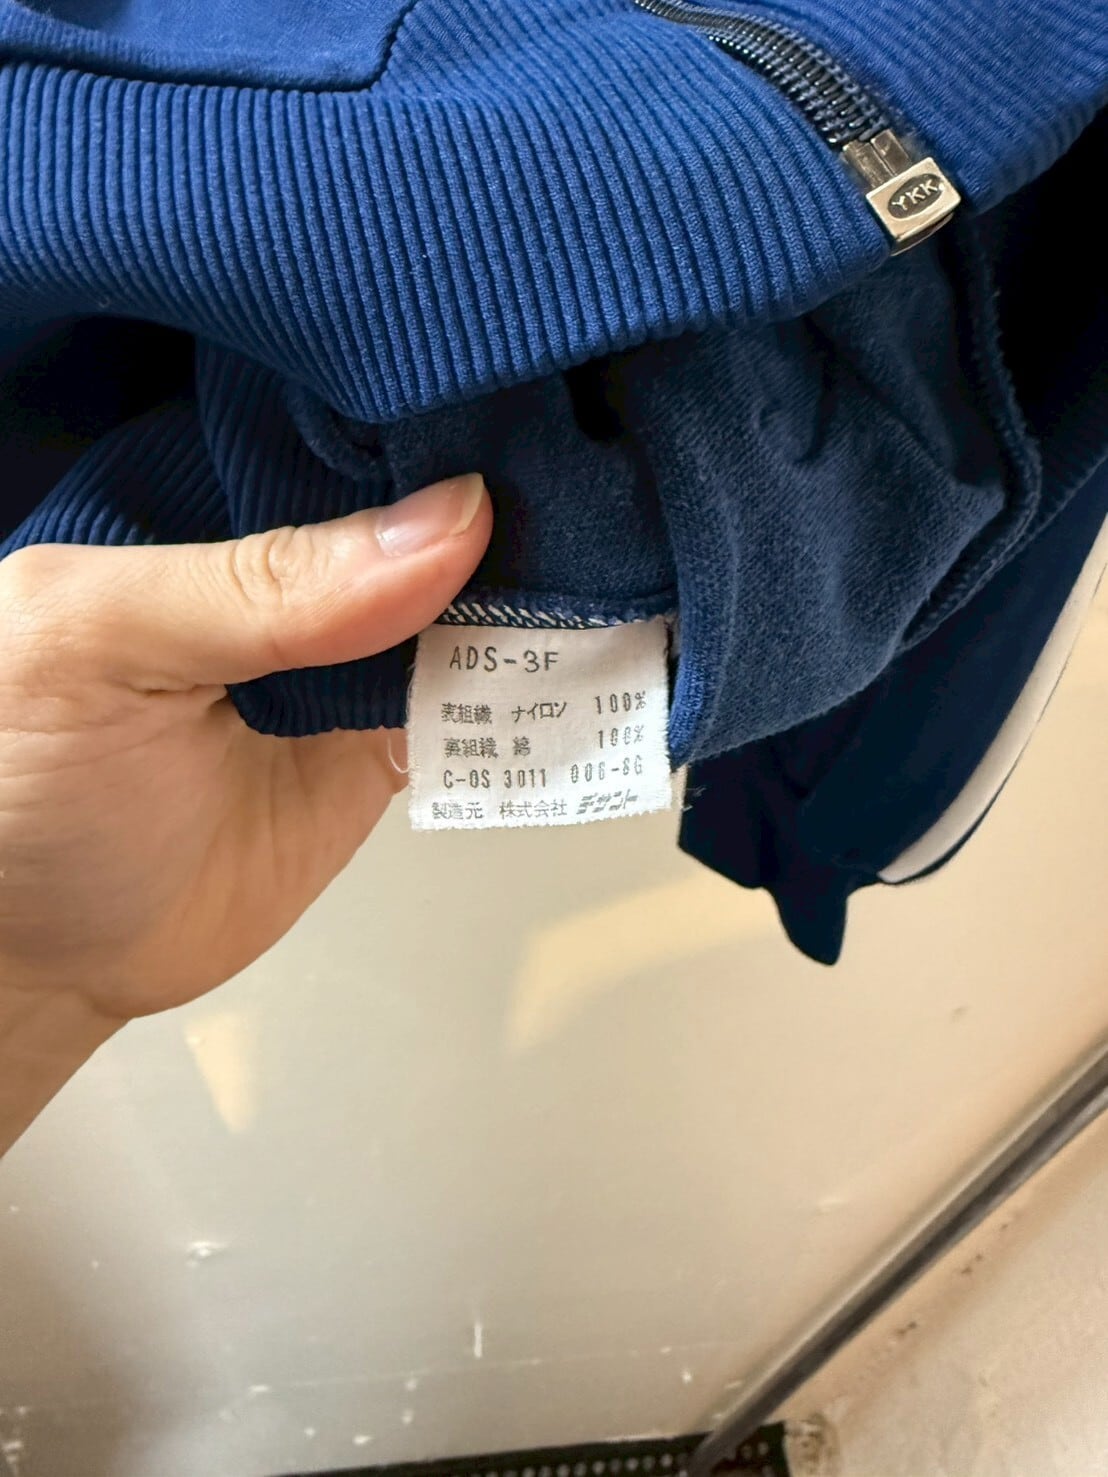 YKK
ADS-3F
表組織 ナイロン 100%
裏組織 綿 100%
C-OS 3011 006-8G
製造元 株式会社 デサント